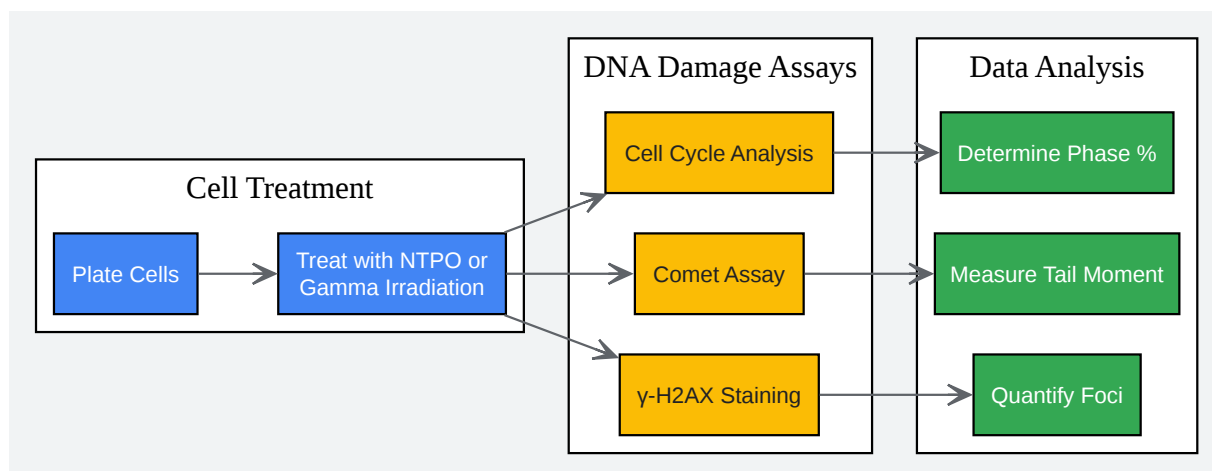 Cell Treatment
Plate Cells
Treat with NTPO or
Gamma Irradiation
DNA Damage Assays
Cell Cycle Analysis
Comet Assay
γ-H2AX Staining
Data Analysis
Determine Phase %
Measure Tail Moment
Quantify Foci